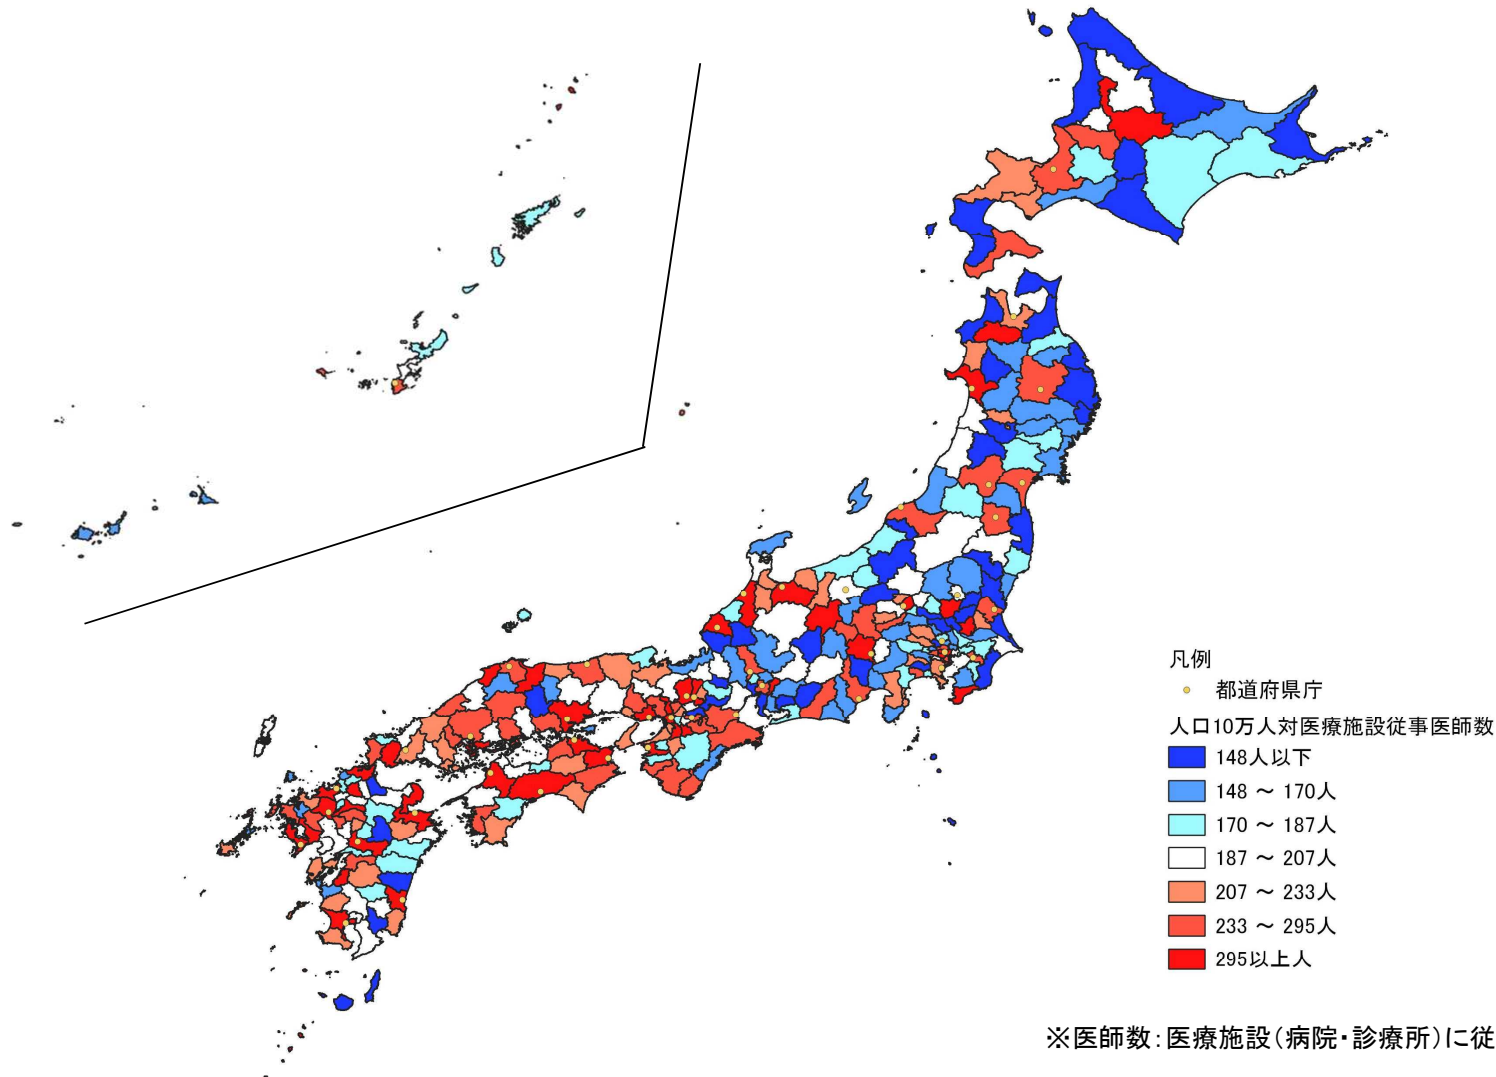 凡例
都道府県庁
人口10万人対医療施設従事医師数
148人以下
148 ～ 170人
170 ～ 187人
187 ～ 207人
207 ～ 233人
233 ～ 295人
295以上人
※医師数：医療施設（病院・診療所）に従